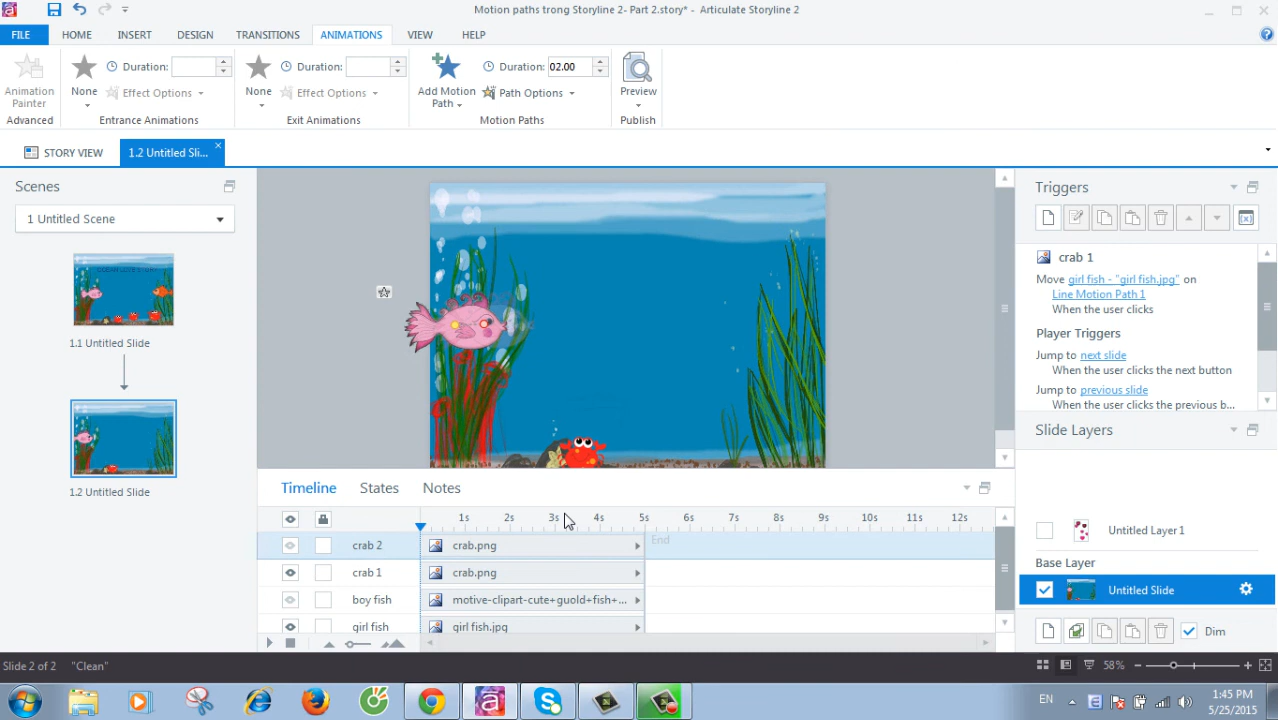 Motion paths trong Storyline 2- Part 2.story* - Articulate Storyline 2
FILE HOME INSERT DESIGN TRANSITIONS ANIMATIONS VIEW HELP
Animation Painter
Advanced
None
Duration:
Effect Options
Entrance Animations
None
Duration:
Effect Options
Exit Animations
Add Motion Path
Duration: 02.00
Path Options
Motion Paths
Preview
Publish
STORY VIEW
1.2 Untitled Sli...
Scenes
1 Untitled Scene
1.1 Untitled Slide
1.2 Untitled Slide
Timeline States Notes
1s 2s 3s 4s 5s 6s 7s 8s 9s 10s 11s 12s
crab 2 crab.png End
crab 1 crab.png
boy fish motive-clipart-cute+guold+fish+...
girl fish girl fish.jpg
Triggers
crab 1
Move girl fish - "girl fish.jpg" on
Line Motion Path 1
When the user clicks
Player Triggers
Jump to next slide
When the user clicks the next button
Jump to previous slide
When the user clicks the previous b...
Slide Layers
Untitled Layer 1
Base Layer
Untitled Slide
Dim
Slide 2 of 2 "Clean"
58%
EN
1:45 PM
5/25/2015